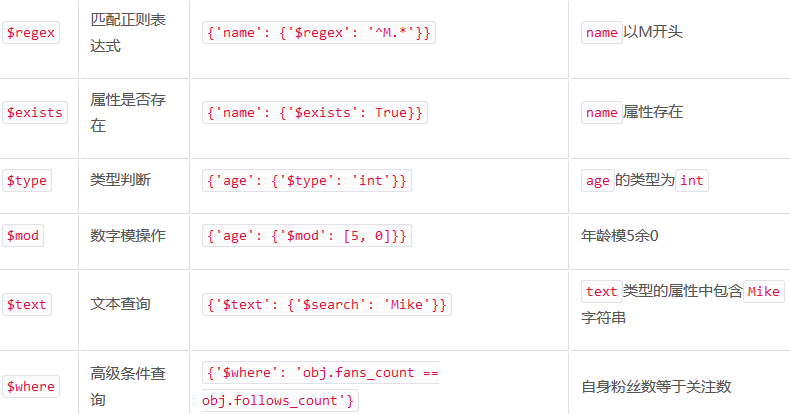 $regex 匹配正则表达式 {'name': {'$regex': '^M.*'}} name以M开头
$exists 属性是否存在 {'name': {'$exists': True}} name属性存在
$type 类型判断 {'age': {'$type': 'int'}} age的类型为int
$mod 数字模操作 {'age': {'$mod': [5, 0]}} 年龄模5余0
$text 文本查询 {'$text': {'$search': 'Mike'}} text类型的属性中包含Mike字符串
$where 高级条件查询 {'$where': 'obj.fans_count == obj.follows_count'} 自身粉丝数等于关注数